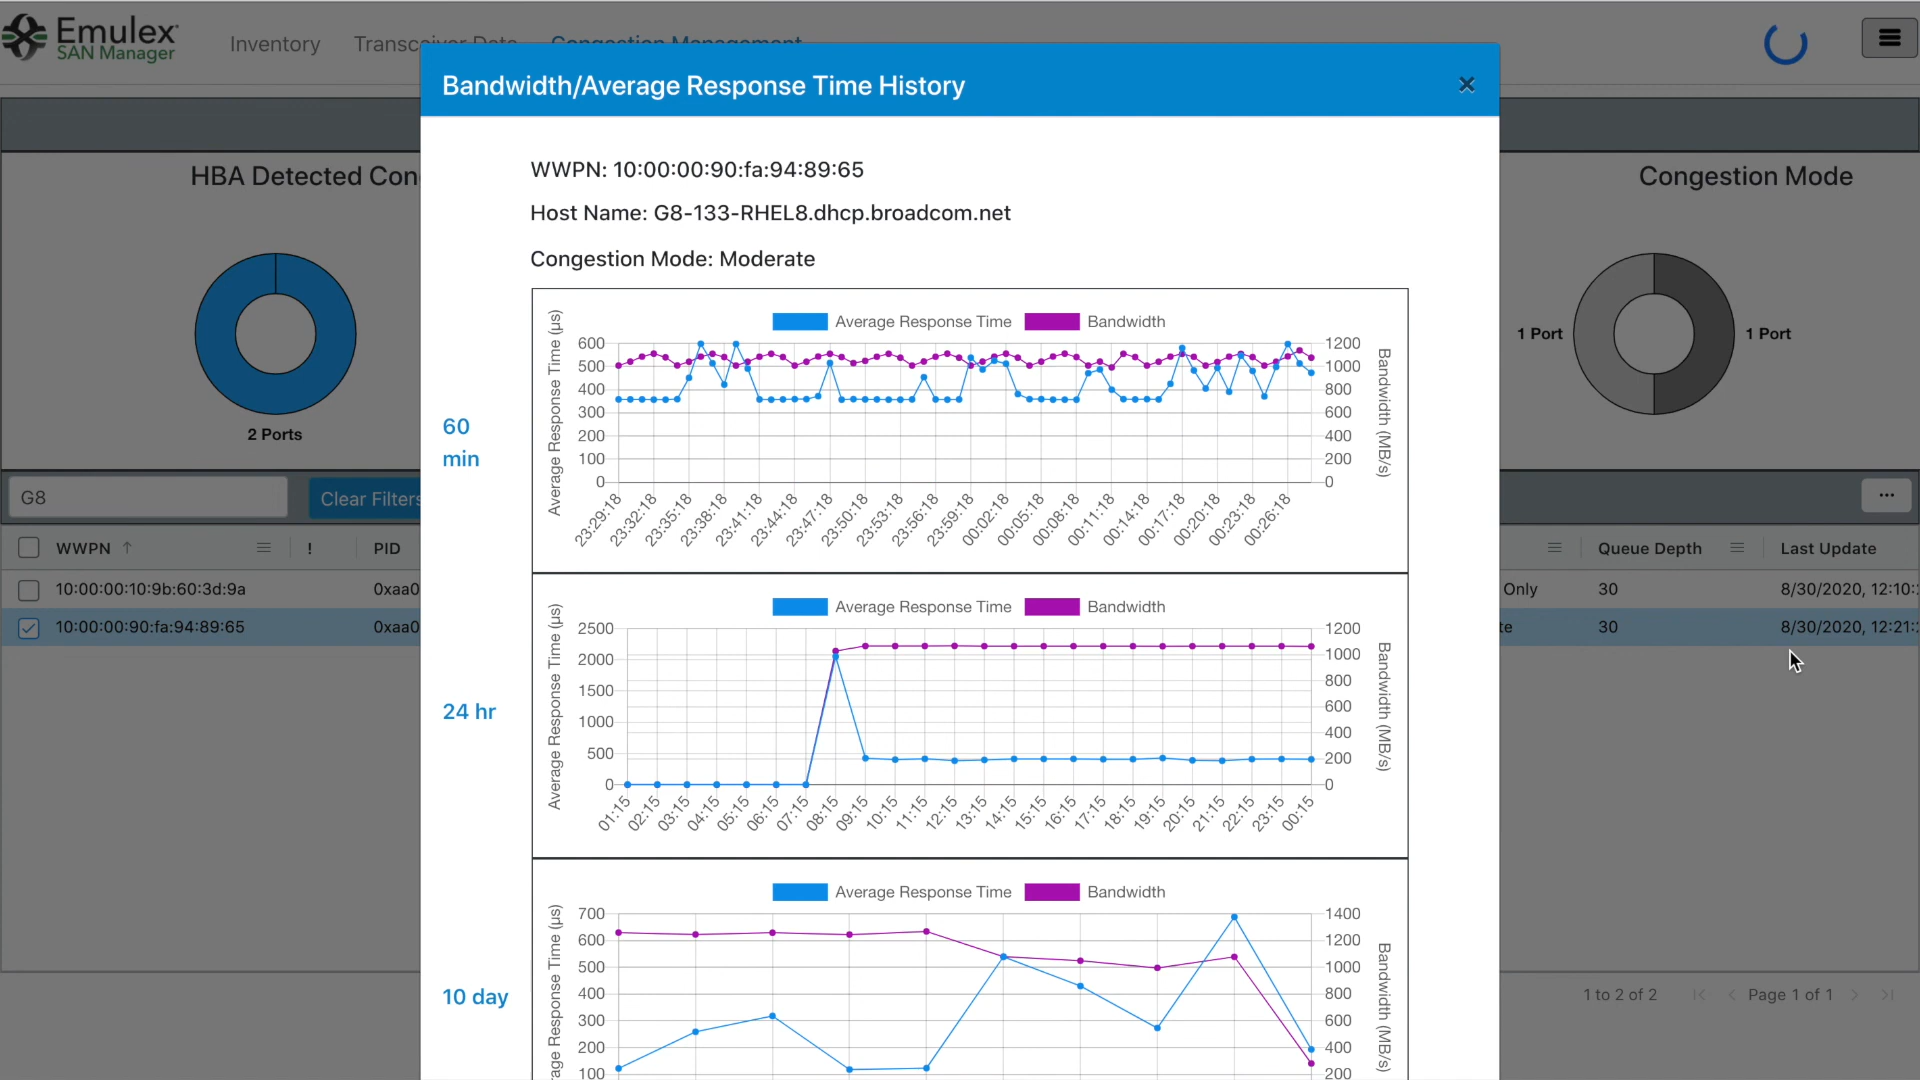 Emulex
SAN Manager
Inventory
Transceiver Data
Congestion Management
Bandwidth/Average Response Time History
HBA Detected Con
Congestion Mode
2 Ports
1 Port
1 Port
G8
Clear Filters
...
WWPN ↑
!
PID
Queue Depth
Last Update
10:00:00:10:9b:60:3d:9a
0xaa0
Only
30
8/30/2020, 12:10:
10:00:00:90:fa:94:89:65
0xaa0
te
30
8/30/2020, 12:21:
1 to 2 of 2
Page 1 of 1
WWPN: 10:00:00:90:fa:94:89:65
Host Name: G8-133-RHEL8.dhcp.broadcom.net
Congestion Mode: Moderate
60
min
Average Response Time
Bandwidth
Average Response Time (µs)
600
500
400
300
200
100
0
1200
1000
800
600
400
200
0
Bandwidth (MB/s)
23:29:18
23:32:18
23:35:18
23:38:18
23:41:18
23:44:18
23:47:18
23:50:18
23:53:18
23:56:18
23:59:18
00:02:18
00:05:18
00:08:18
00:11:18
00:14:18
00:17:18
00:20:18
00:23:18
00:26:18
24 hr
Average Response Time
Bandwidth
Average Response Time (µs)
2500
2000
1500
1000
500
0
1200
1000
800
600
400
200
0
Bandwidth (MB/s)
01:15
02:15
03:15
04:15
05:15
06:15
07:15
08:15
09:15
10:15
11:15
12:15
13:15
14:15
15:15
16:15
17:15
18:15
19:15
20:15
21:15
22:15
23:15
00:15
10 day
Average Response Time
Bandwidth
age Response Time (µs)
700
600
500
400
300
200
100
1400
1200
1000
800
600
400
200
Bandwidth (MB/s)